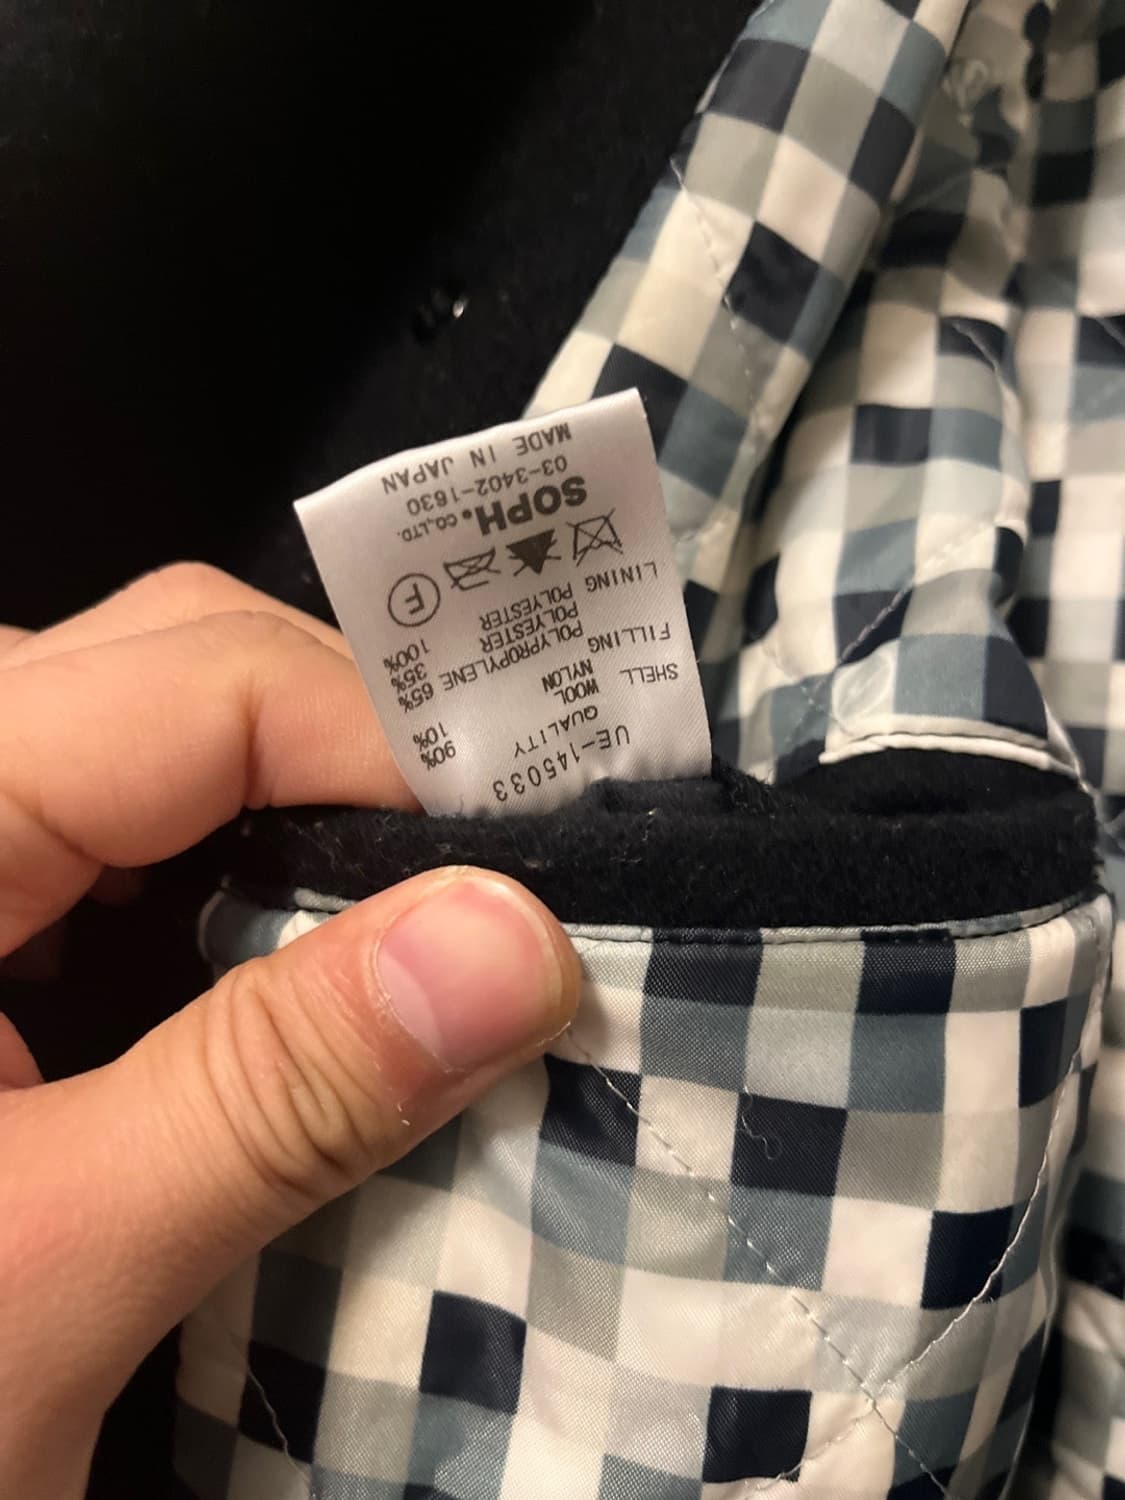 UE-145033
QUALITY
SHELL WOOL 90%
NYLON 10%
FILLING POLYPROPYLENE 65%
POLYESTER 35%
LINING POLYESTER 100%
F
SOPH.CO.,LTD.
03-3402-1630
MADE IN JAPAN